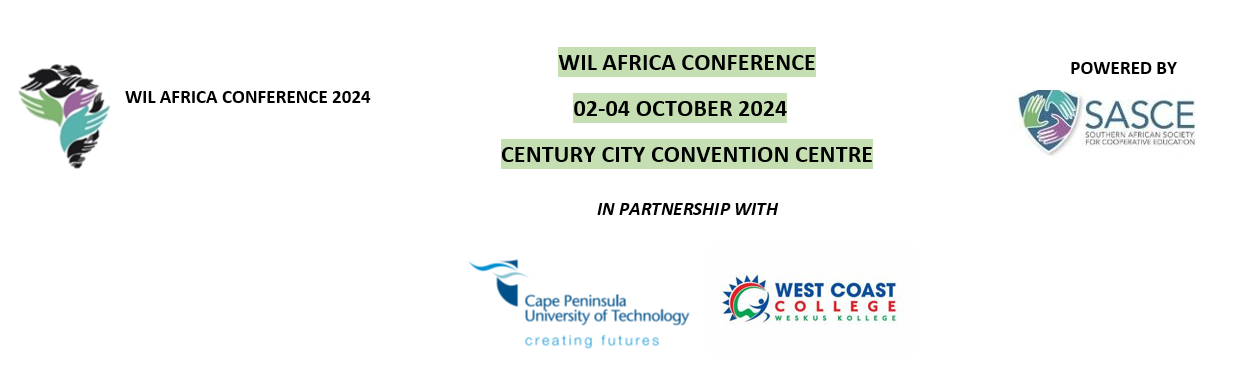 WIL AFRICA CONFERENCE 2024
WIL AFRICA CONFERENCE
02-04 OCTOBER 2024
CENTURY CITY CONVENTION CENTRE
IN PARTNERSHIP WITH
POWERED BY
SASCE
SOUTHERN AFRICAN SOCIETY
FOR COOPERATIVE EDUCATION
Cape Peninsula
University of Technology
creating futures
WEST COAST
COLLEGE
WESKUS KOLLEGE